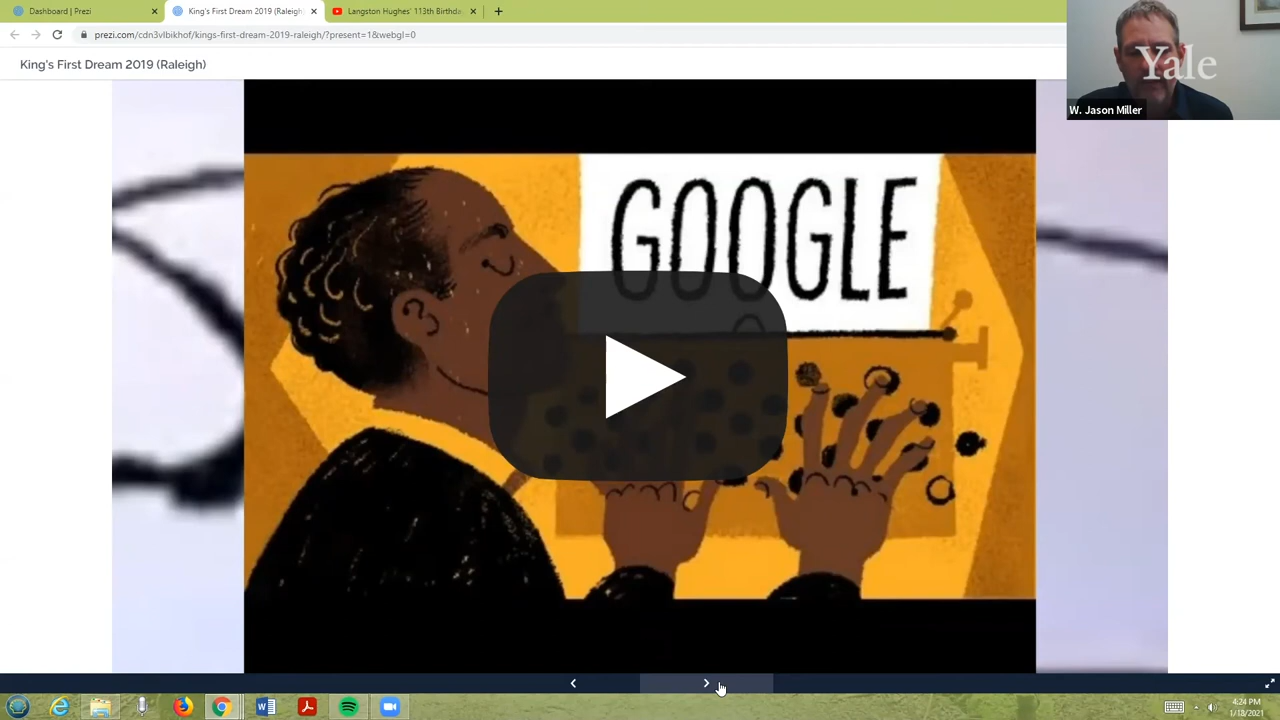 Dashboard | Prezi
King's First Dream 2019 (Raleigh
Langston Hughes' 113th Birthda
prezi.com/cdn3vlbikhof/kings-first-dream-2019-raleigh/?present=1&webgl=0
King's First Dream 2019 (Raleigh)
Yale
W. Jason Miller
GOOGLE
4:24 PM
1/18/2021